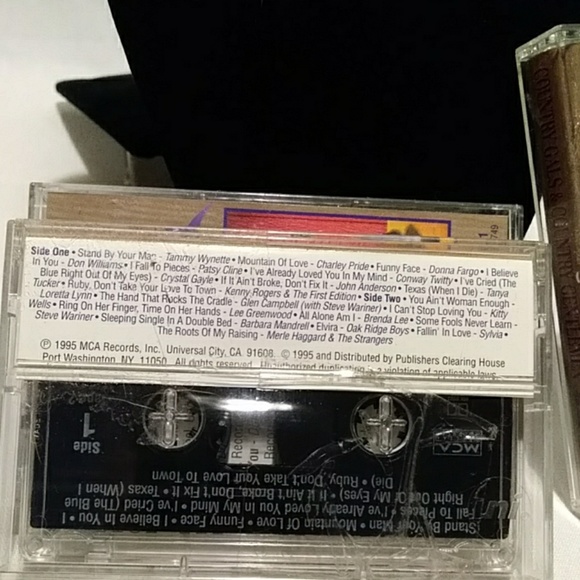 Side One • Stand By Your Man - Tammy Wynette • Mountain Of Love - Charley Pride • Funny Face - Donna Fargo • I Believe
In You - Don Williams • I Fall To Pieces - Patsy Cline • I've Already Loved You In My Mind - Conway Twitty • I've Cried (The
Blue Right Out Of My Eyes) - Crystal Gayle • If It Ain't Broke, Don't Fix It - John Anderson • Texas (When I Die) - Tanya
Tucker • Ruby, Don't Take Your Love To Town - Kenny Rogers & The First Edition • Side Two • You Ain't Woman Enough -
Loretta Lynn • The Hand That Rocks The Cradle - Glen Campbell (with Steve Wariner) • I Can't Stop Loving You - Kitty
Wells • Ring On Her Finger, Time On Her Hands - Lee Greenwood • All Alone Am I - Brenda Lee • Some Fools Never Learn -
Steve Wariner • Sleeping Single In A Double Bed - Barbara Mandrell • Elvira - Oak Ridge Boys • Fallin' In Love - Sylvia •
The Roots Of My Raising - Merle Haggard & The Strangers
℗ 1995 MCA Records, Inc. Universal City, CA 91608. © 1995 and Distributed by Publishers Clearing House
Port Washington, NY 11050. All rights reserved. Unauthorized duplication is a violation of applicable laws.
Side
1
MCA
Stand By Your Man • Mountain Of Love • Funny Face • I Believe In You • I
Fall To Pieces • I've Already Loved You In My Mind • I've Cried (The Blue
Right Out Of My Eyes) • If It Ain't Broke, Don't Fix It • Texas (When I
Die) • Ruby, Don't Take Your Love To Town
COUNTRY GALS &